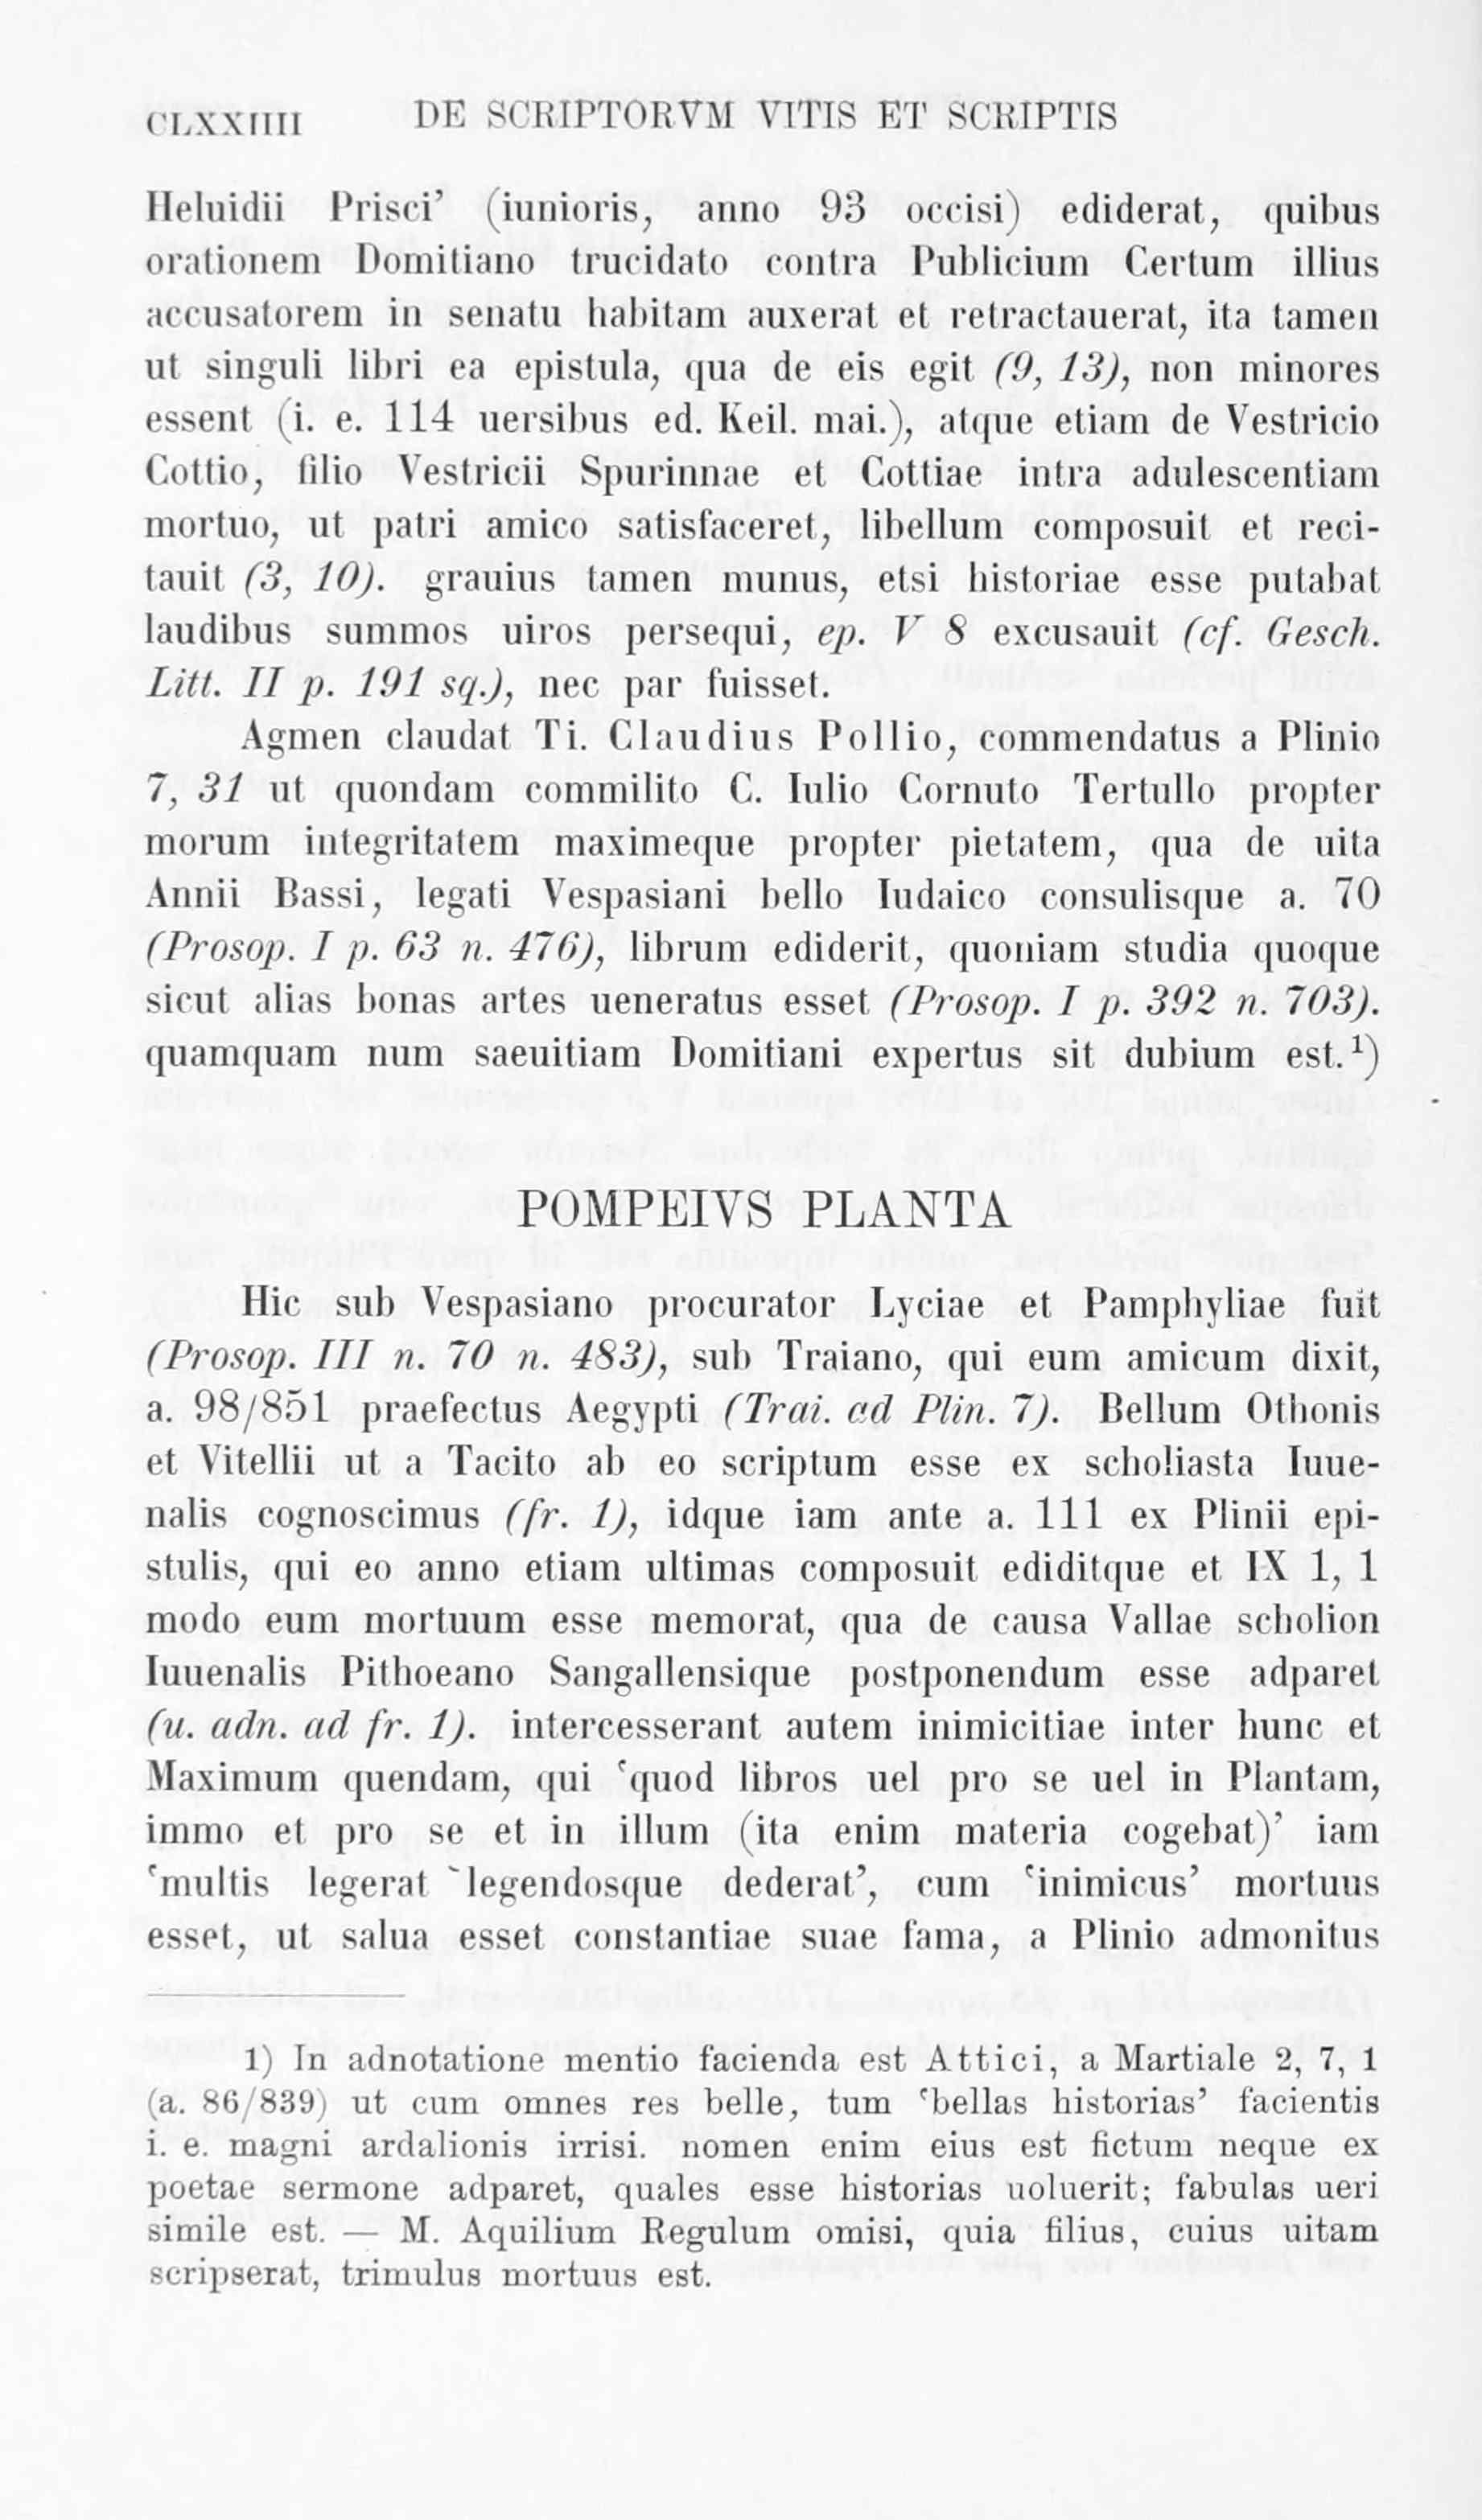 CLXXIIII DE SCRIPTORVM VITIS ET SCRIPTIS
Heluidii Prisci’ (iunioris, anno 93 occisi) ediderat, quibus
orationem Domitiano trucidato contra Publicium Certum illius
accusatorem in senatu habitam auxerat et retractauerat, ita tamen
ut singuli libri ea epistula, qua de eis egit (9, 13), non minores
essent (i. e. 114 uersibus ed. Keil. mai.), atque etiam de Vestricio
Cottio, filio Vestricii Spurinnae et Cottiae intra adulescentiam
mortuo, ut patri amico satisfaceret, libellum composuit et reci-
tauit (3, 10). grauius tamen munus, etsi historiae esse putabat
laudibus summos uiros persequi, ep. V 8 excusauit (cf. Gesch.
Litt. II p. 191 sq.), nec par fuisset.
Agmen claudat Ti. Claudius Pollio, commendatus a Plinio
7, 31 ut quondam commilito C. Iulio Cornuto Tertullo propter
morum integritatem maximeque propter pietatem, qua de uita
Annii Bassi, legati Vespasiani bello Iudaico consulisque a. 70
(Prosop. I p. 63 n. 476), librum ediderit, quoniam studia quoque
sicut alias bonas artes ueneratus esset (Prosop. I p. 392 n. 703).
quamquam num saeuitiam Domitiani expertus sit dubium est.¹)
POMPEIVS PLANTA
Hic sub Vespasiano procurator Lyciae et Pamphyliae fuit
(Prosop. III n. 70 n. 483), sub Traiano, qui eum amicum dixit,
a. 98/851 praefectus Aegypti (Trai. ad Plin. 7). Bellum Othonis
et Vitellii ut a Tacito ab eo scriptum esse ex scholiasta Iuue-
nalis cognoscimus (fr. 1), idque iam ante a. 111 ex Plinii epi-
stulis, qui eo anno etiam ultimas composuit ediditque et IX 1, 1
modo eum mortuum esse memorat, qua de causa Vallae scholion
Iuuenalis Pithoeano Sangallensique postponendum esse adparet
(u. adn. ad fr. 1). intercesserant autem inimicitiae inter hunc et
Maximum quendam, qui ‘quod libros uel pro se uel in Plantam,
immo et pro se et in illum (ita enim materia cogebat)’ iam
‘multis legerat legendosque dederat’, cum ‘inimicus’ mortuus
esset, ut salua esset constantiae suae fama, a Plinio admonitus
1) In adnotatione mentio facienda est Attici, a Martiale 2, 7, 1
(a. 86/839) ut cum omnes res belle, tum ‘bellas historias’ facientis
i. e. magni ardalionis irrisi. nomen enim eius est fictum neque ex
poetae sermone adparet, quales esse historias uoluerit; fabulas ueri
simile est. — M. Aquilium Regulum omisi, quia filius, cuius uitam
scripserat, trimulus mortuus est.